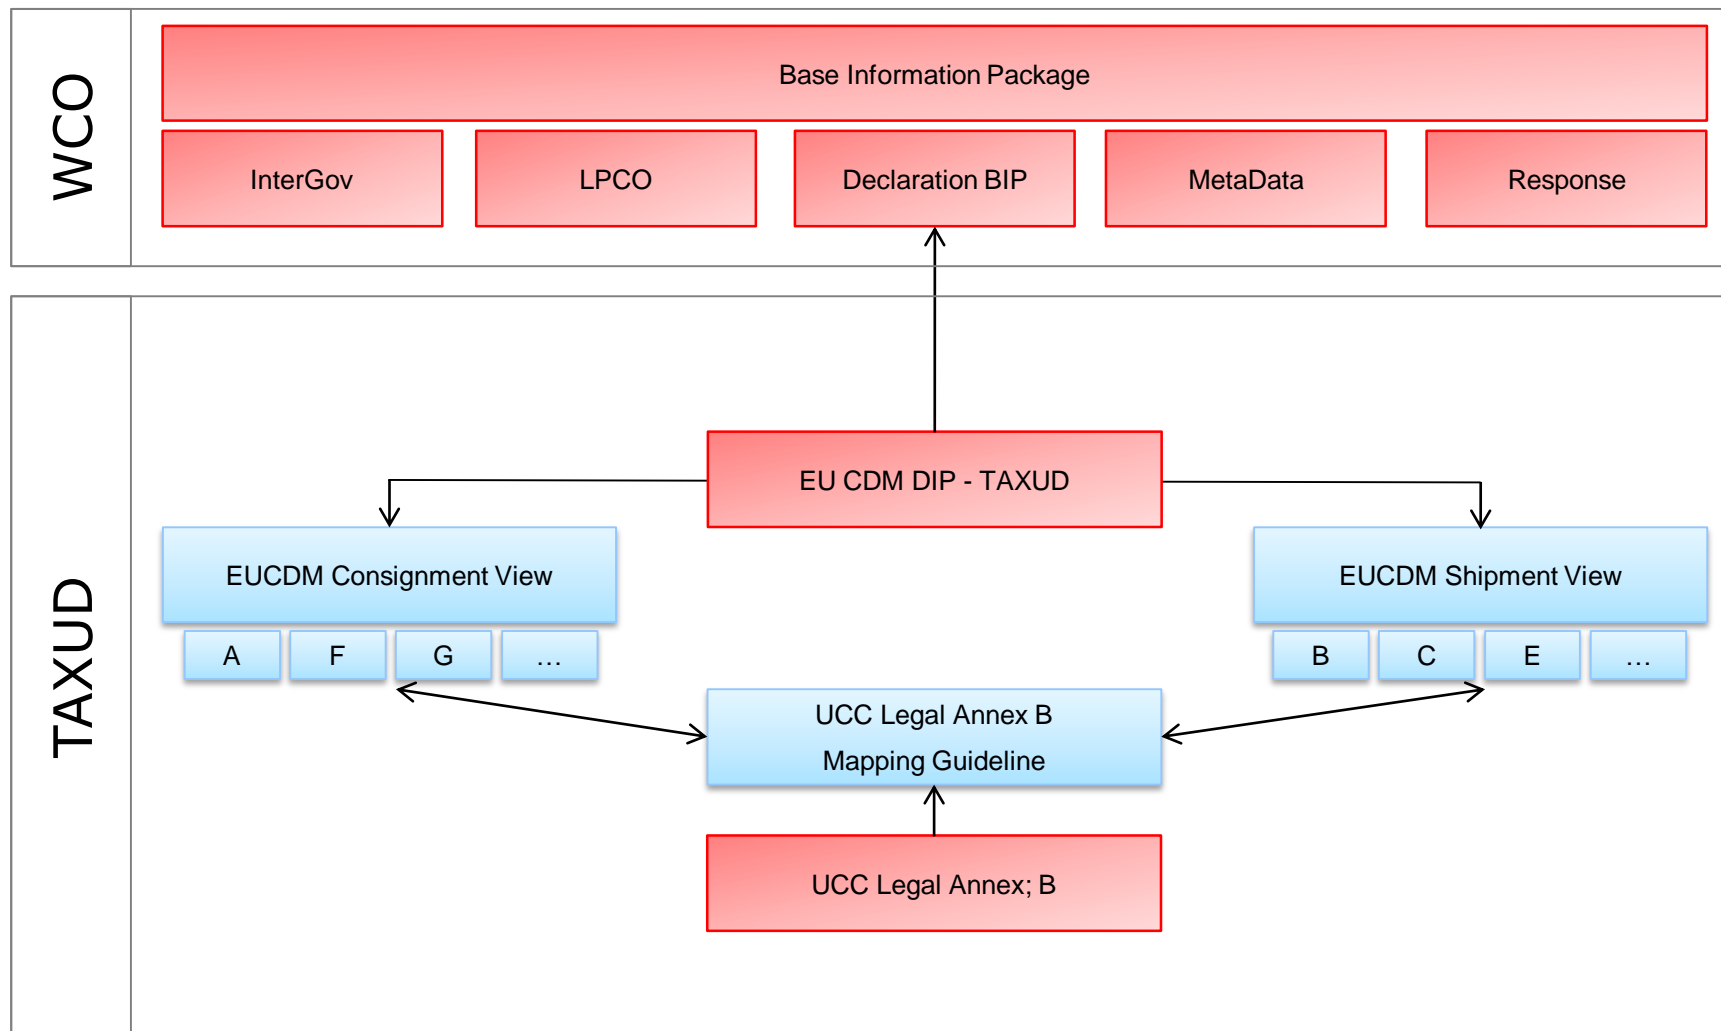 WCO
Base Information Package
InterGov
LPCO
Declaration BIP
MetaData
Response
TAXUD
EU CDM DIP - TAXUD
EUCDM Consignment View
EUCDM Shipment View
A
F
G
…
B
C
E
…
UCC Legal Annex B
Mapping Guideline
UCC Legal Annex; B